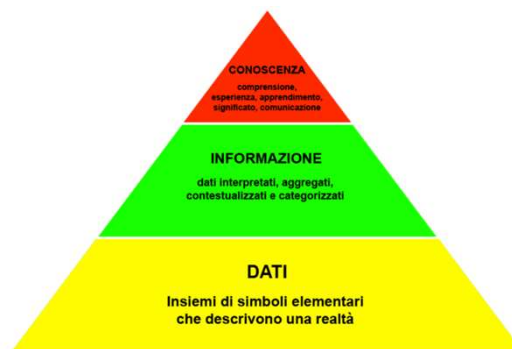 CONOSCENZA
comprensione,
esperienza, apprendimento,
significato, comunicazione
INFORMAZIONE
dati interpretati, aggregati,
contestualizzati e categorizzati
DATI
Insiemi di simboli elementari
che descrivono una realtà